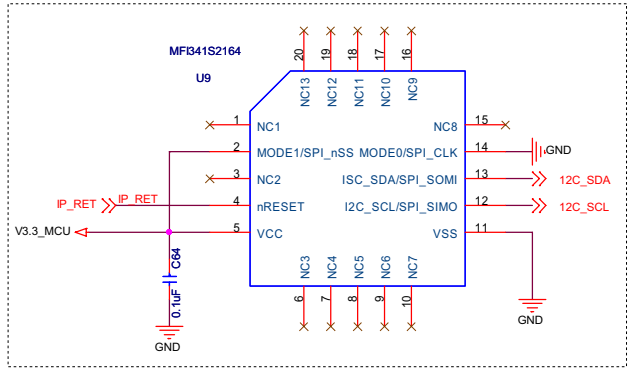 MFI341S2164
U9
20
19
18
17
16
NC13
NC12
NC11
NC10
NC9
1
NC1
NC8
15
2
MODE1/SPI_nSS
MODE0/SPI_CLK
14
GND
3
NC2
ISC_SDA/SPI_SOMI
13
12C_SDA
IP_RET
IP_RET
4
nRESET
I2C_SCL/SPI_SIMO
12
12C_SCL
V3.3_MCU
5
VCC
VSS
11
C64
0.1uF
NC3
NC4
NC5
NC6
NC7
6
7
8
9
10
GND
GND